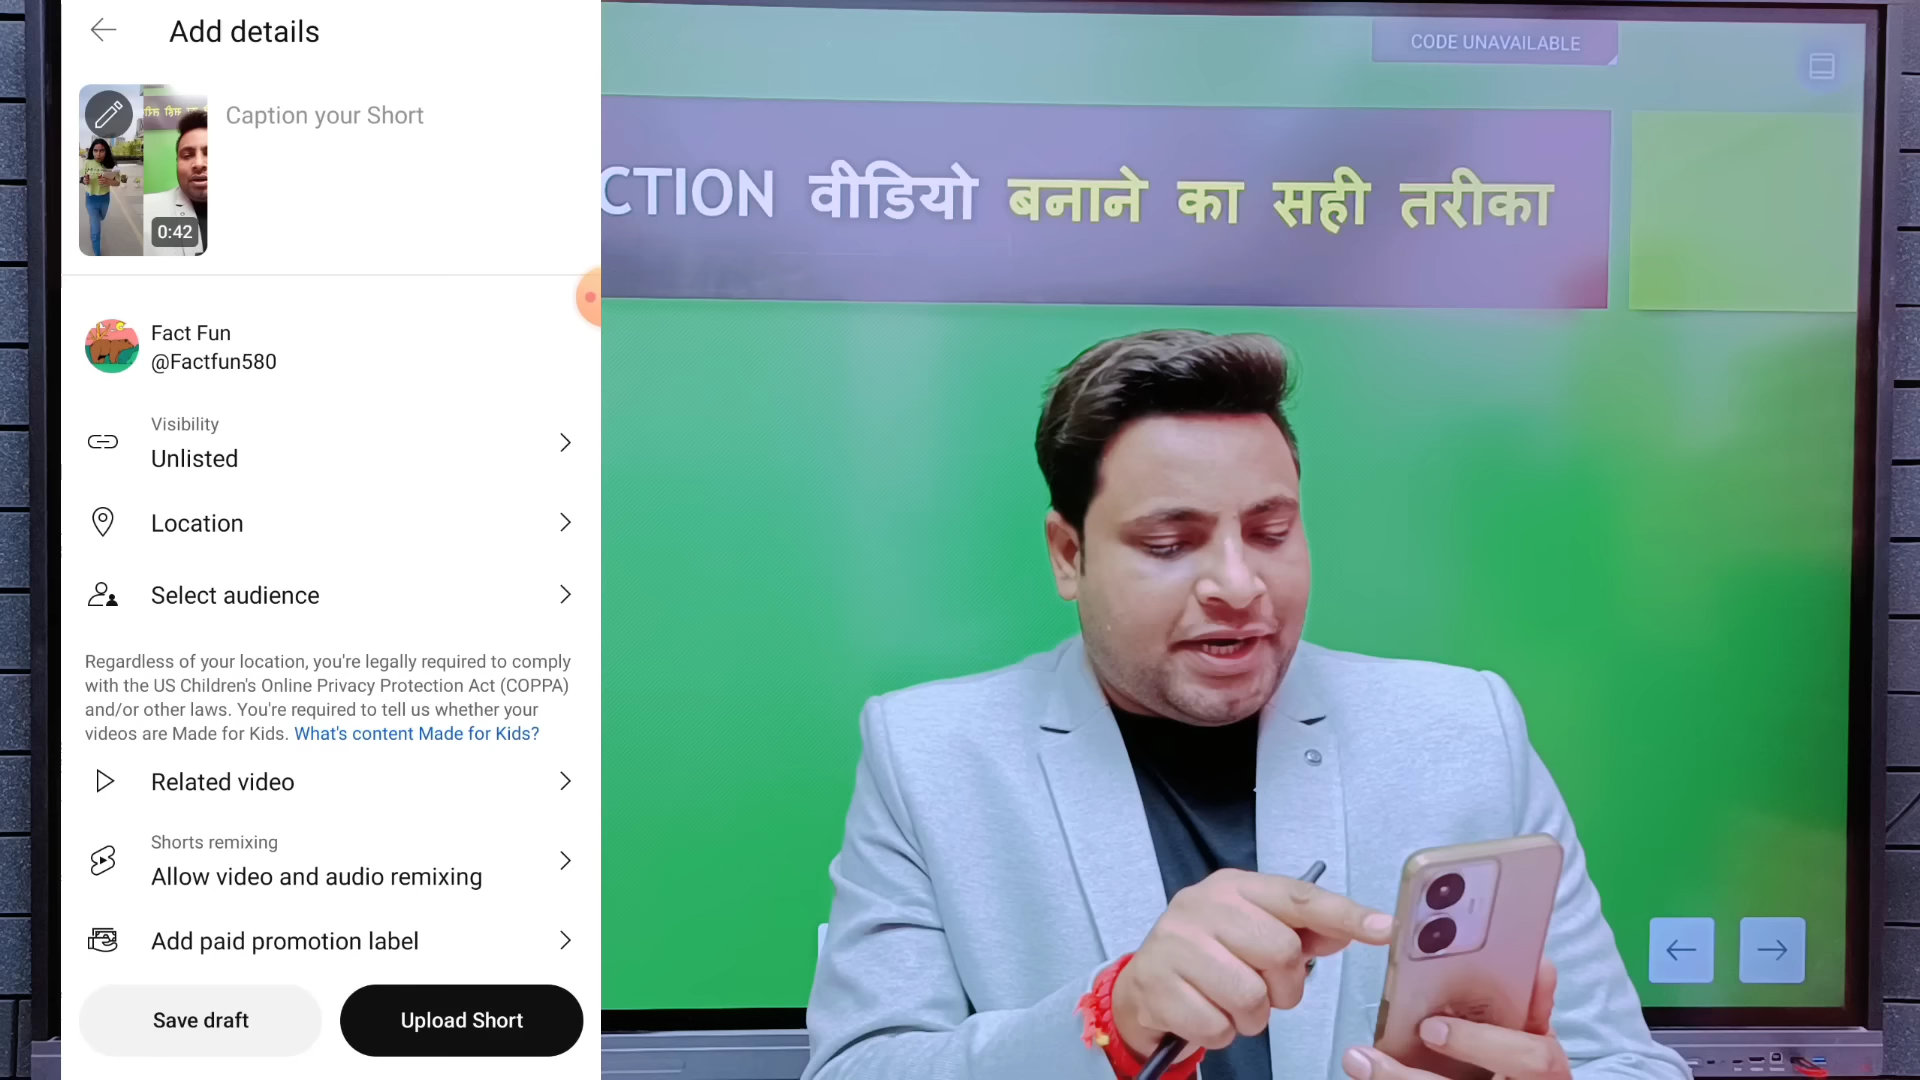 Add details
Caption your Short
0:42
Fact Fun
@Factfun580
Visibility
Unlisted
Location
Select audience
Regardless of your location, you're legally required to comply
with the US Children's Online Privacy Protection Act (COPPA)
and/or other laws. You're required to tell us whether your
videos are Made for Kids. What's content Made for Kids?
Related video
Shorts remixing
Allow video and audio remixing
Add paid promotion label
Save draft
Upload Short
CODE UNAVAILABLE
CTION वीडियो बनाने का सही तरीका